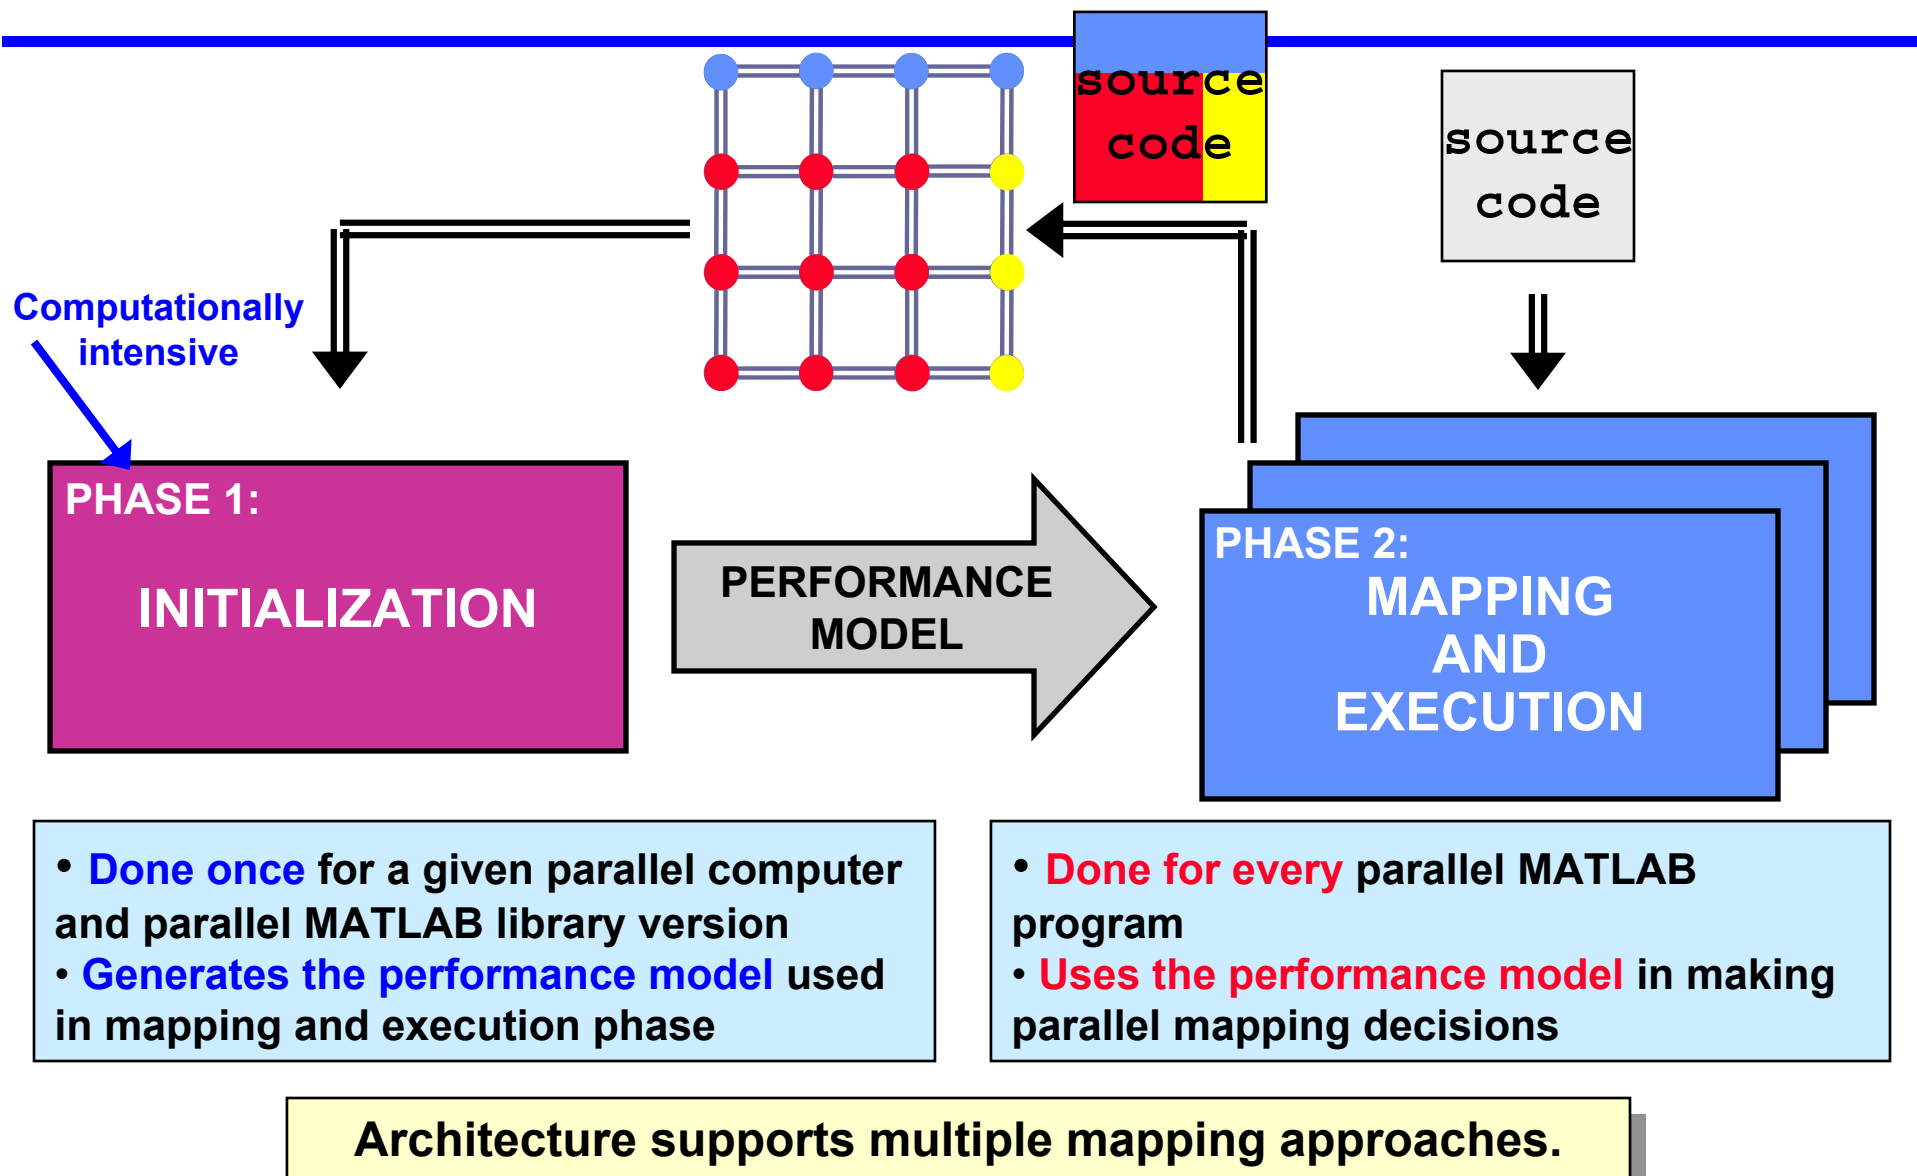 source
code
source
code
Computationally
intensive
PHASE 1:
INITIALIZATION
PERFORMANCE
MODEL
PHASE 2:
MAPPING
AND
EXECUTION
• Done once for a given parallel computer
and parallel MATLAB library version
• Generates the performance model used
in mapping and execution phase
• Done for every parallel MATLAB
program
• Uses the performance model in making
parallel mapping decisions
Architecture supports multiple mapping approaches.